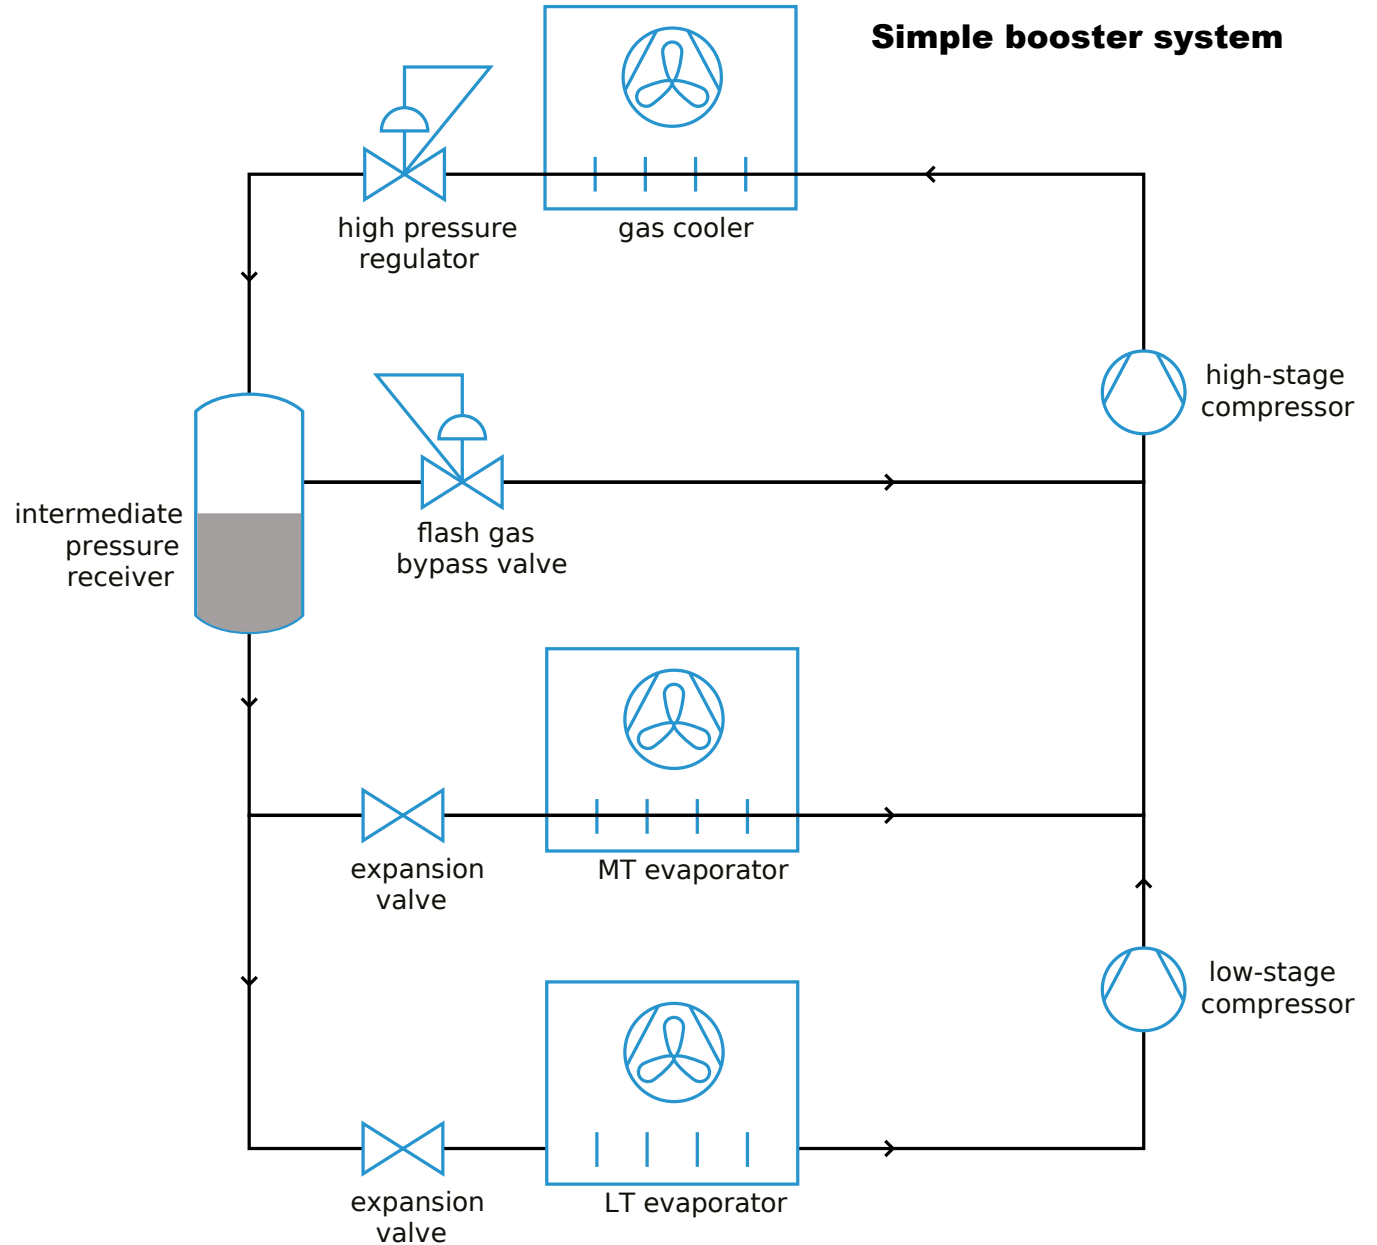 Simple booster system
high pressure
regulator
gas cooler
high-stage
compressor
intermediate
pressure
receiver
flash gas
bypass valve
expansion
valve
MT evaporator
low-stage
compressor
expansion
valve
LT evaporator